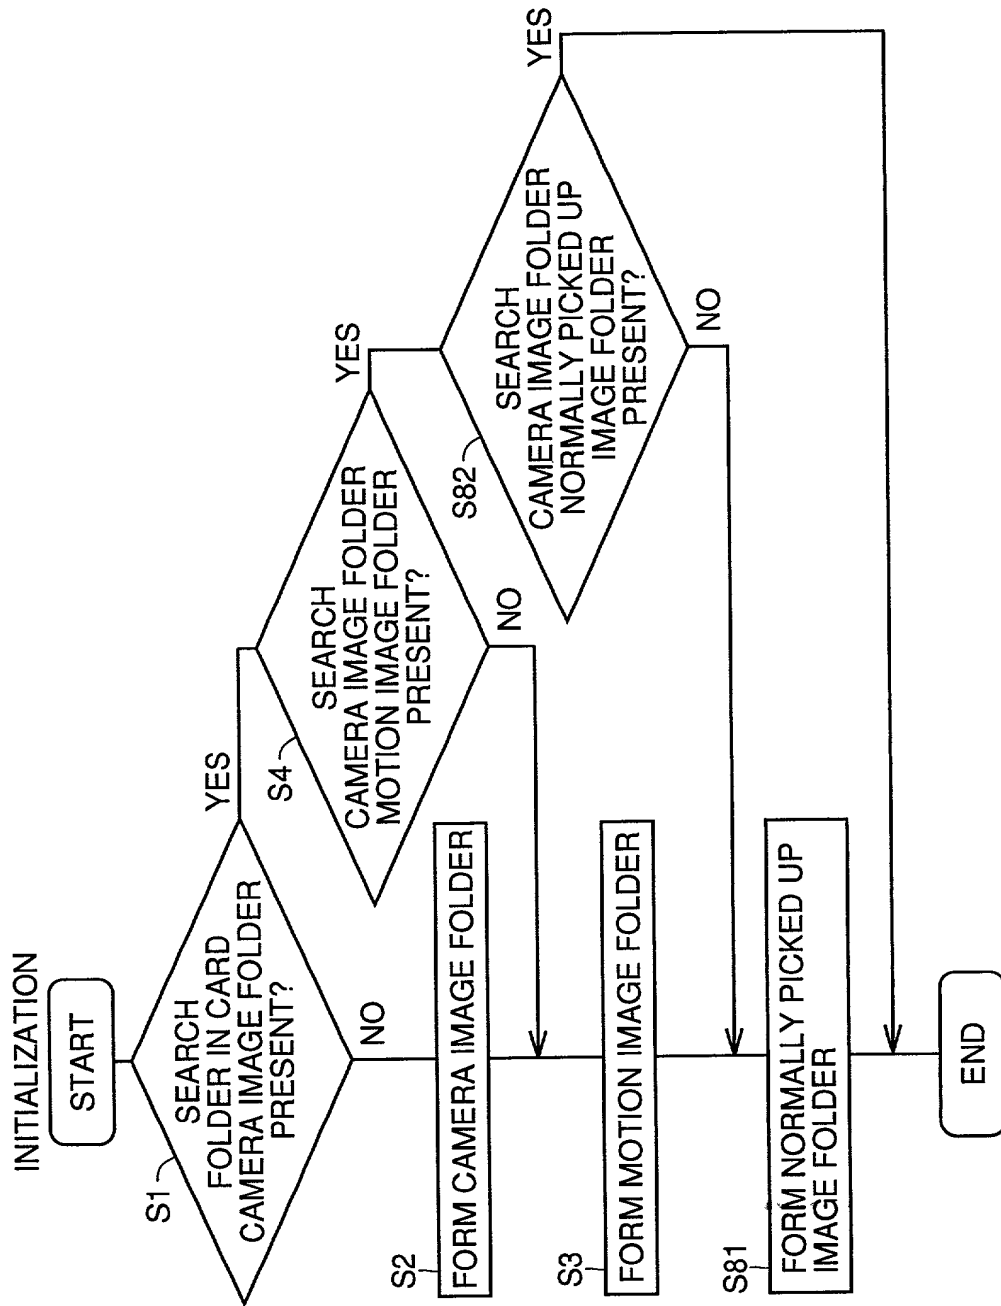 INITIALIZATION
START
S1
SEARCH
FOLDER IN CARD
CAMERA IMAGE FOLDER
PRESENT?
YES
NO
S4
SEARCH
CAMERA IMAGE FOLDER
MOTION IMAGE FOLDER
PRESENT?
YES
NO
S82
SEARCH
CAMERA IMAGE FOLDER
NORMALLY PICKED UP
IMAGE FOLDER
PRESENT?
YES
NO
S2
FORM CAMERA IMAGE FOLDER
S3
FORM MOTION IMAGE FOLDER
S81
FORM NORMALLY PICKED UP
IMAGE FOLDER
END